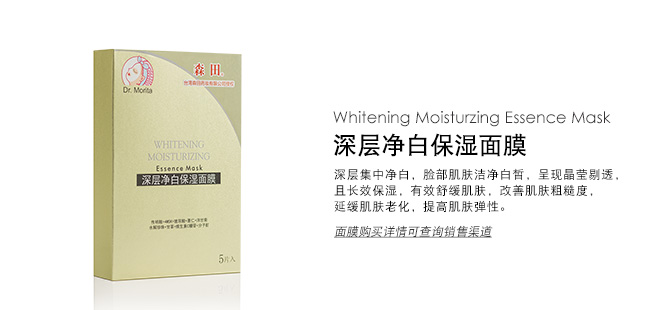 森田
Dr. Morita
WHITENING
MOISTURIZING
Essence Mask
深层净白保湿面膜
5片入
Whitening Moisturzing Essence Mask
深层净白保湿面膜
深层集中净白，脸部肌肤洁净白皙，呈现晶莹剔透，
且长效保湿，有效舒缓肌肤，改善肌肤粗糙度，
延缓肌肤老化，提高肌肤弹性。
面膜购买详情可查询销售渠道